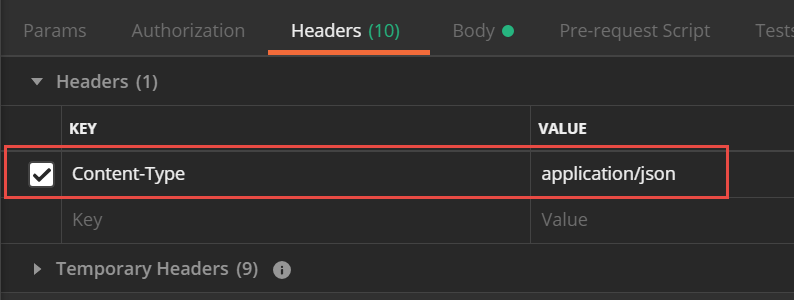 Params Authorization Headers (10) Body Pre-request Script Tests
Headers (1)
KEY VALUE
Content-Type application/json
Key Value
Temporary Headers (9)